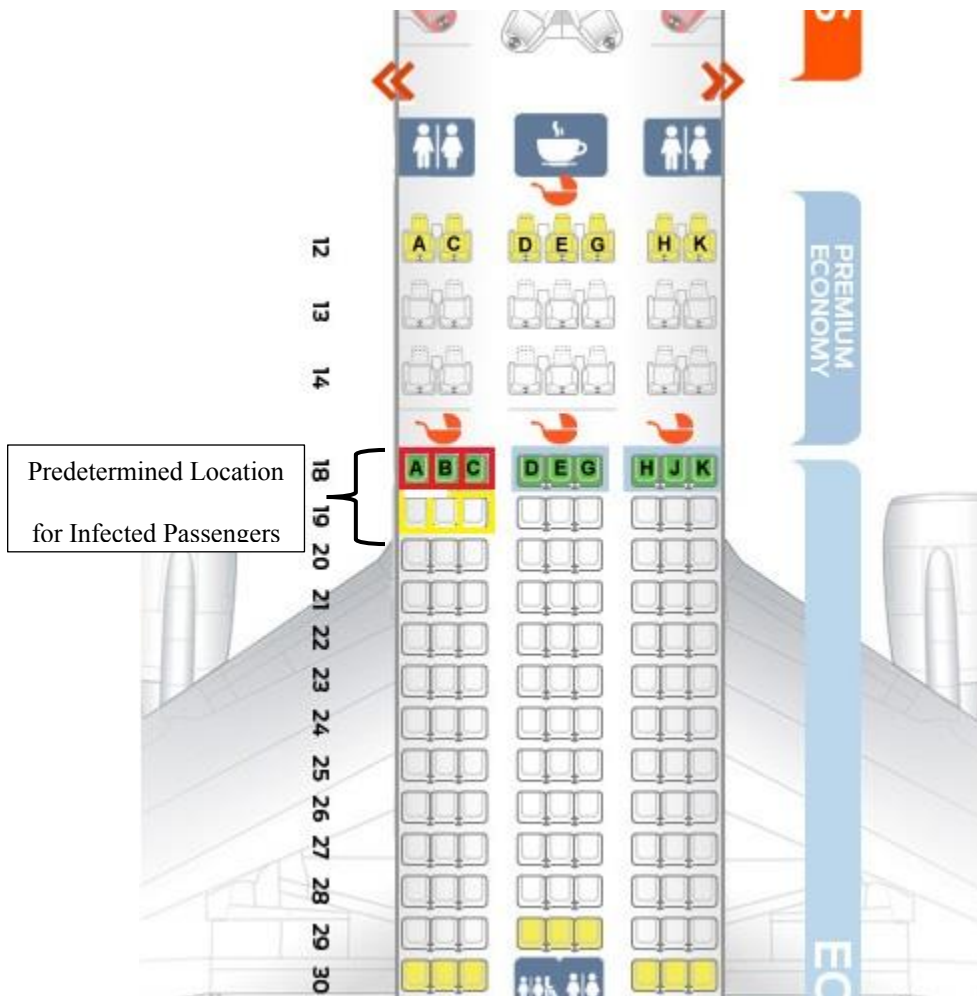 S
12 A C D E G H K
13
14
PREMIUM
ECONOMY
Predetermined Location
for Infected Passengers
18 A B C D E G H J K
19
20
21
22
23
24
25
26
27
28
29
30
EC